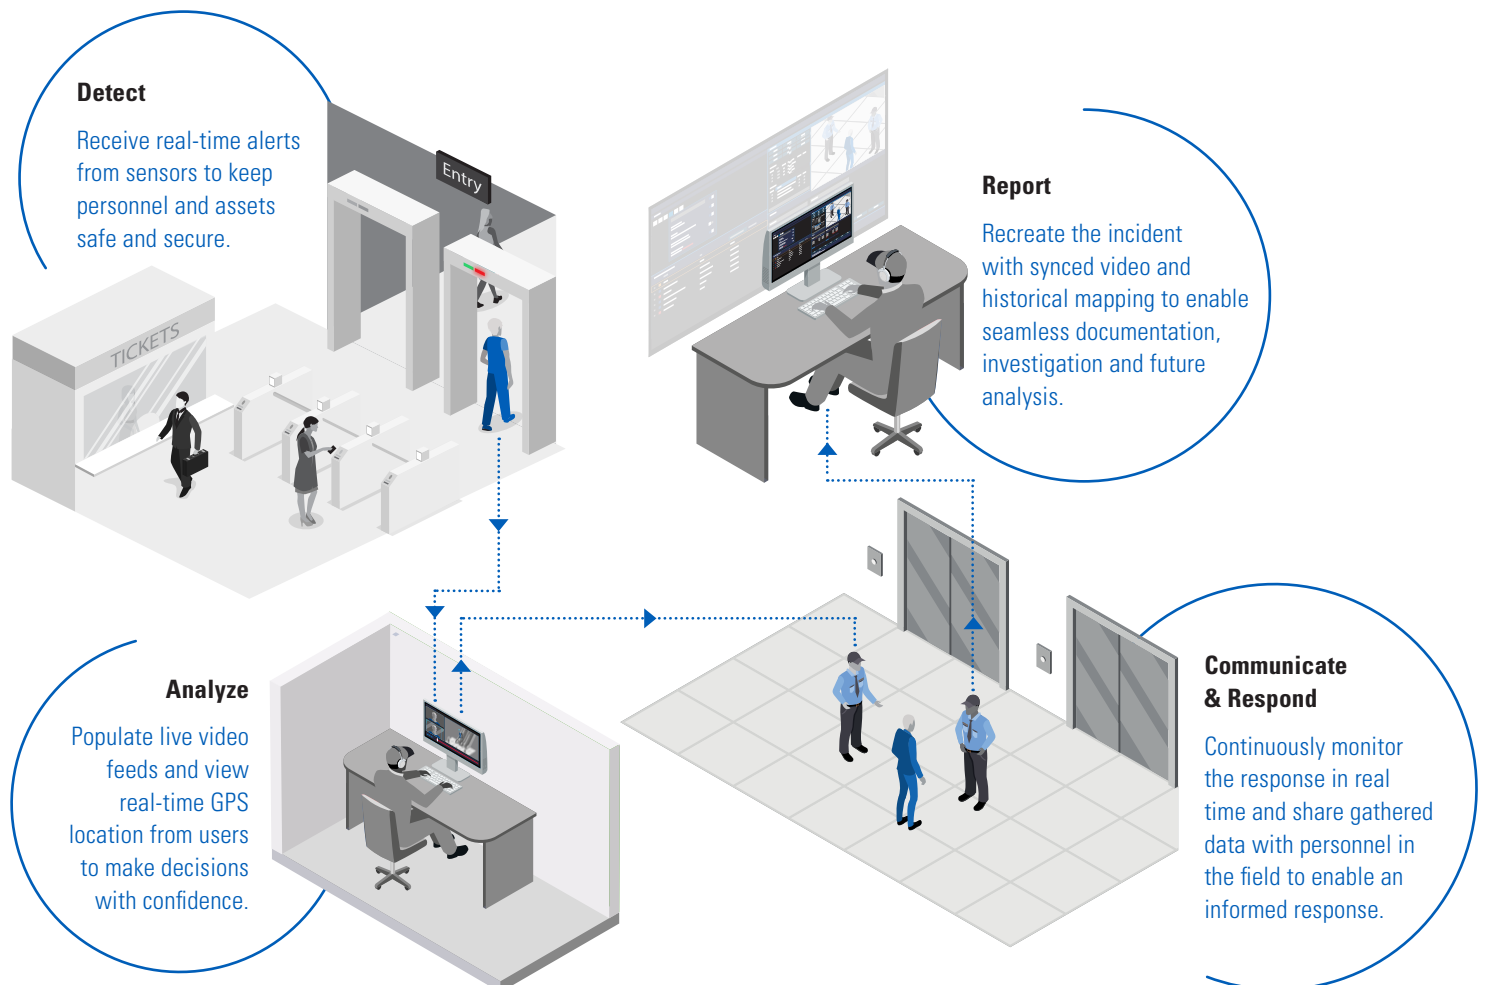 Detect
Receive real-time alerts
from sensors to keep
personnel and assets
safe and secure.
Entry
TICKETS
Analyze
Populate live video
feeds and view
real-time GPS
location from users
to make decisions
with confidence.
Communicate
& Respond
Continuously monitor
the response in real
time and share gathered
data with personnel in
the field to enable an
informed response.
Report
Recreate the incident
with synced video and
historical mapping to enable
seamless documentation,
investigation and future
analysis.